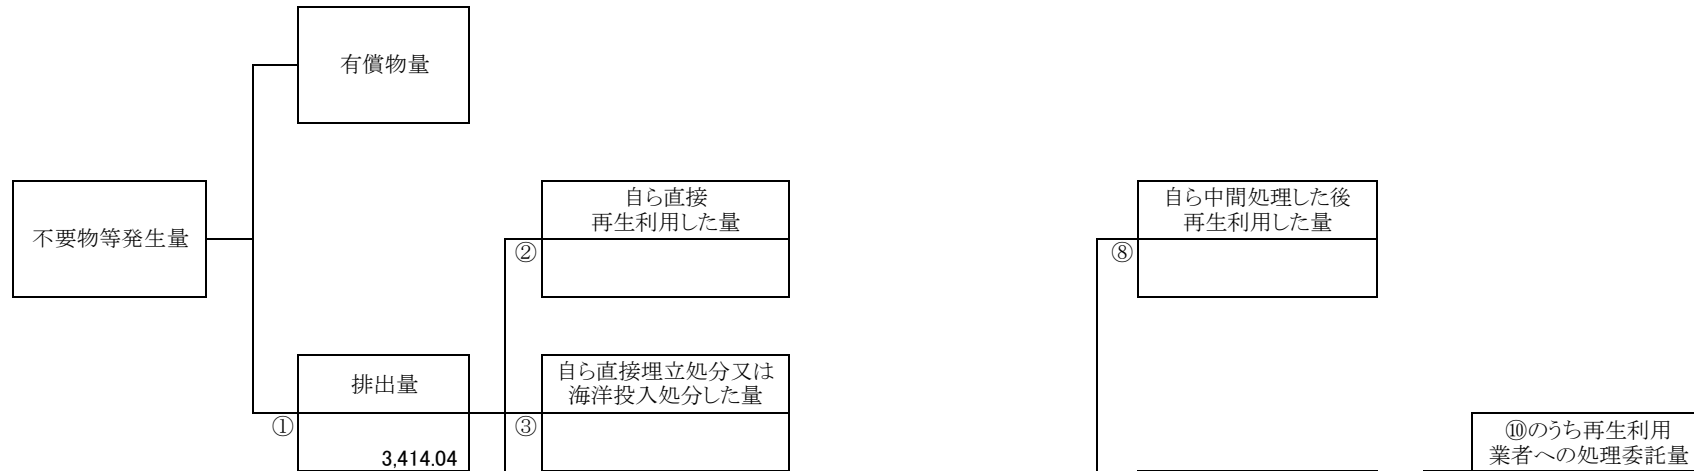 有償物量
不要物等発生量
自ら直接
再生利用した量
②
自ら中間処理した後
再生利用した量
⑧
排出量
①
3,414.04
自ら直接埋立処分又は
海洋投入処分した量
③
⑩のうち再生利用
業者への処理委託量